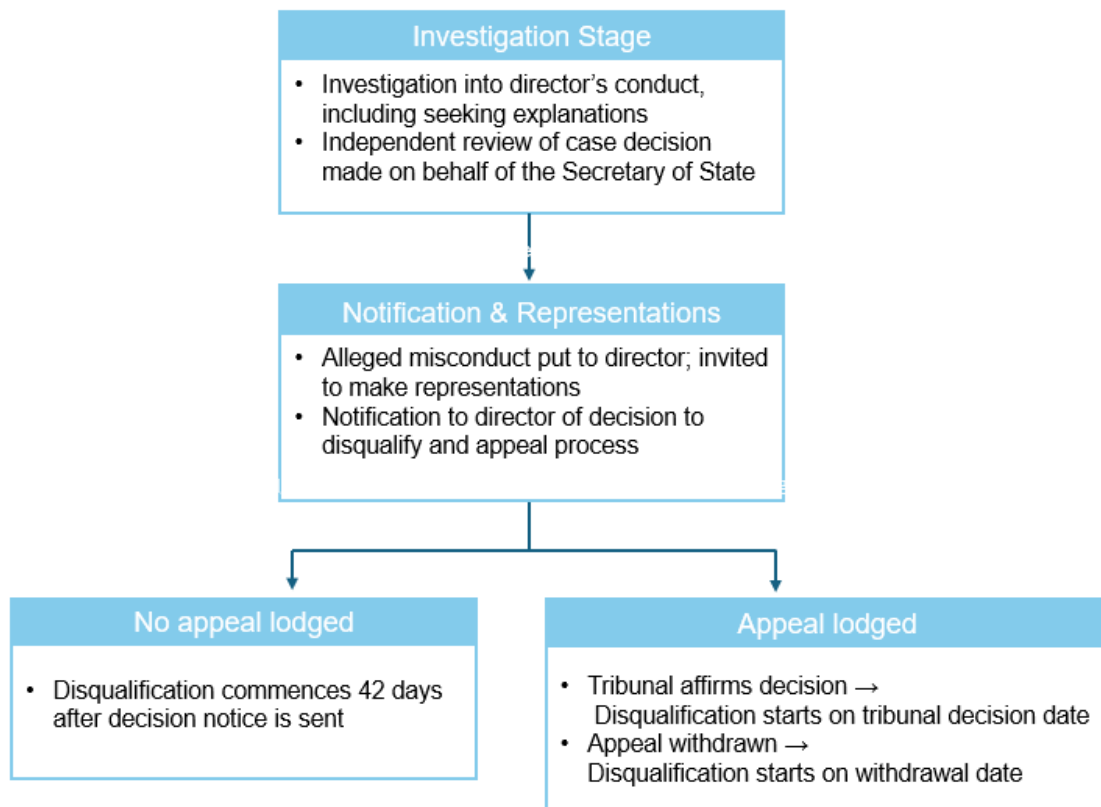 Investigation Stage
• Investigation into director's conduct,
including seeking explanations
• Independent review of case decision
made on behalf of the Secretary of State
Notification & Representations
• Alleged misconduct put to director; invited
to make representations
• Notification to director of decision to
disqualify and appeal process
No appeal lodged
• Disqualification commences 42 days
after decision notice is sent
Appeal lodged
• Tribunal affirms decision →
Disqualification starts on tribunal decision date
• Appeal withdrawn →
Disqualification starts on withdrawal date